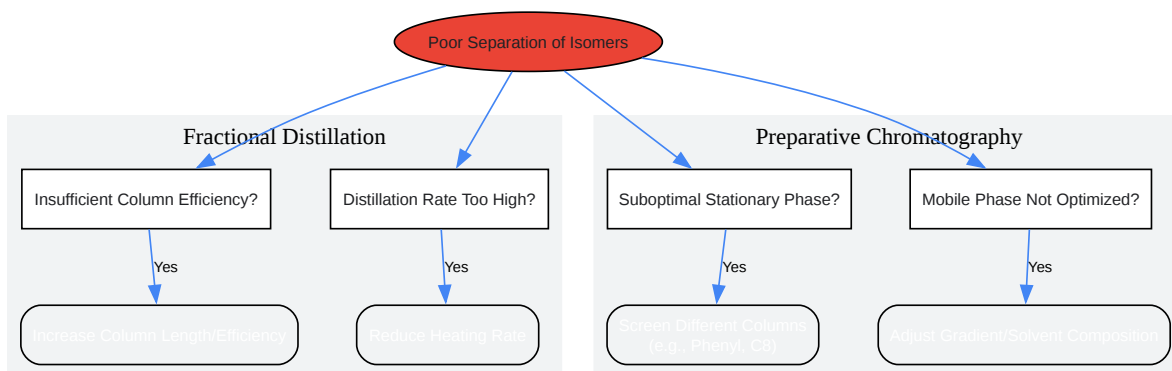 Poor Separation of Isomers
Fractional Distillation
Preparative Chromatography
Insufficient Column Efficiency?
Distillation Rate Too High?
Suboptimal Stationary Phase?
Mobile Phase Not Optimized?
Yes
Yes
Yes
Yes
Increase Column Length/Efficiency
Reduce Heating Rate
Screen Different Columns
(e.g., Phenyl, C8)
Adjust Gradient/Solvent Composition